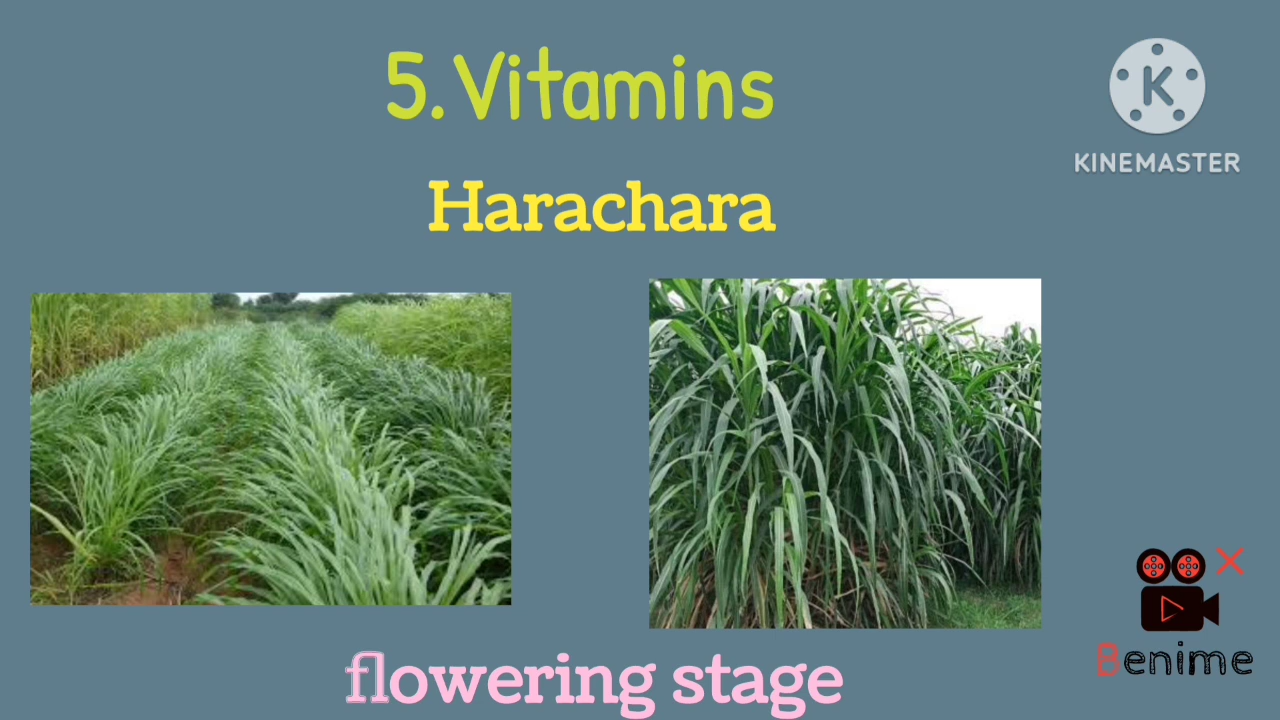 5. Vitamins
K
KINEMASTER
Harachara
Benime
flowering stage